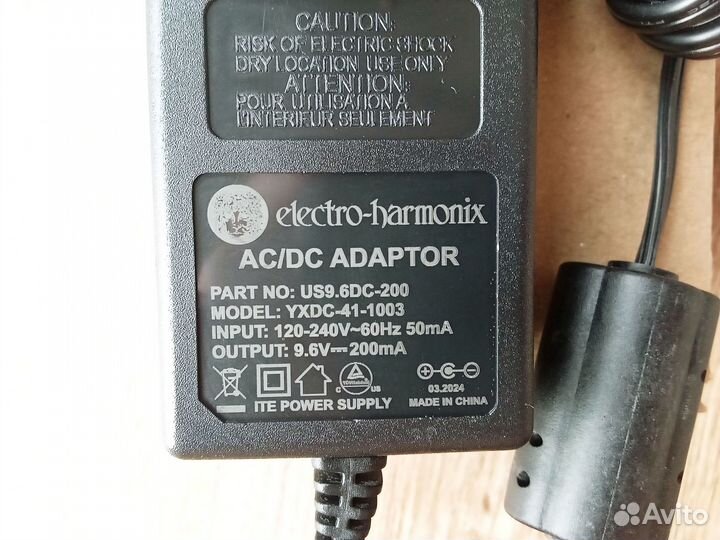 CAUTION:
RISK OF ELECTRIC SHOCK
DRY LOCATION USE ONLY
ATTENTION:
POUR UTILISATION A
L'INTERIEUR SEULEMENT
electro-harmonix
AC/DC ADAPTOR
PART NO: US9.6DC-200
MODEL: YXDC-41-1003
INPUT: 120-240V~60Hz 50mA
OUTPUT: 9.6V⎓200mA
C US
03.2024
ITE POWER SUPPLY
MADE IN CHINA
Avito